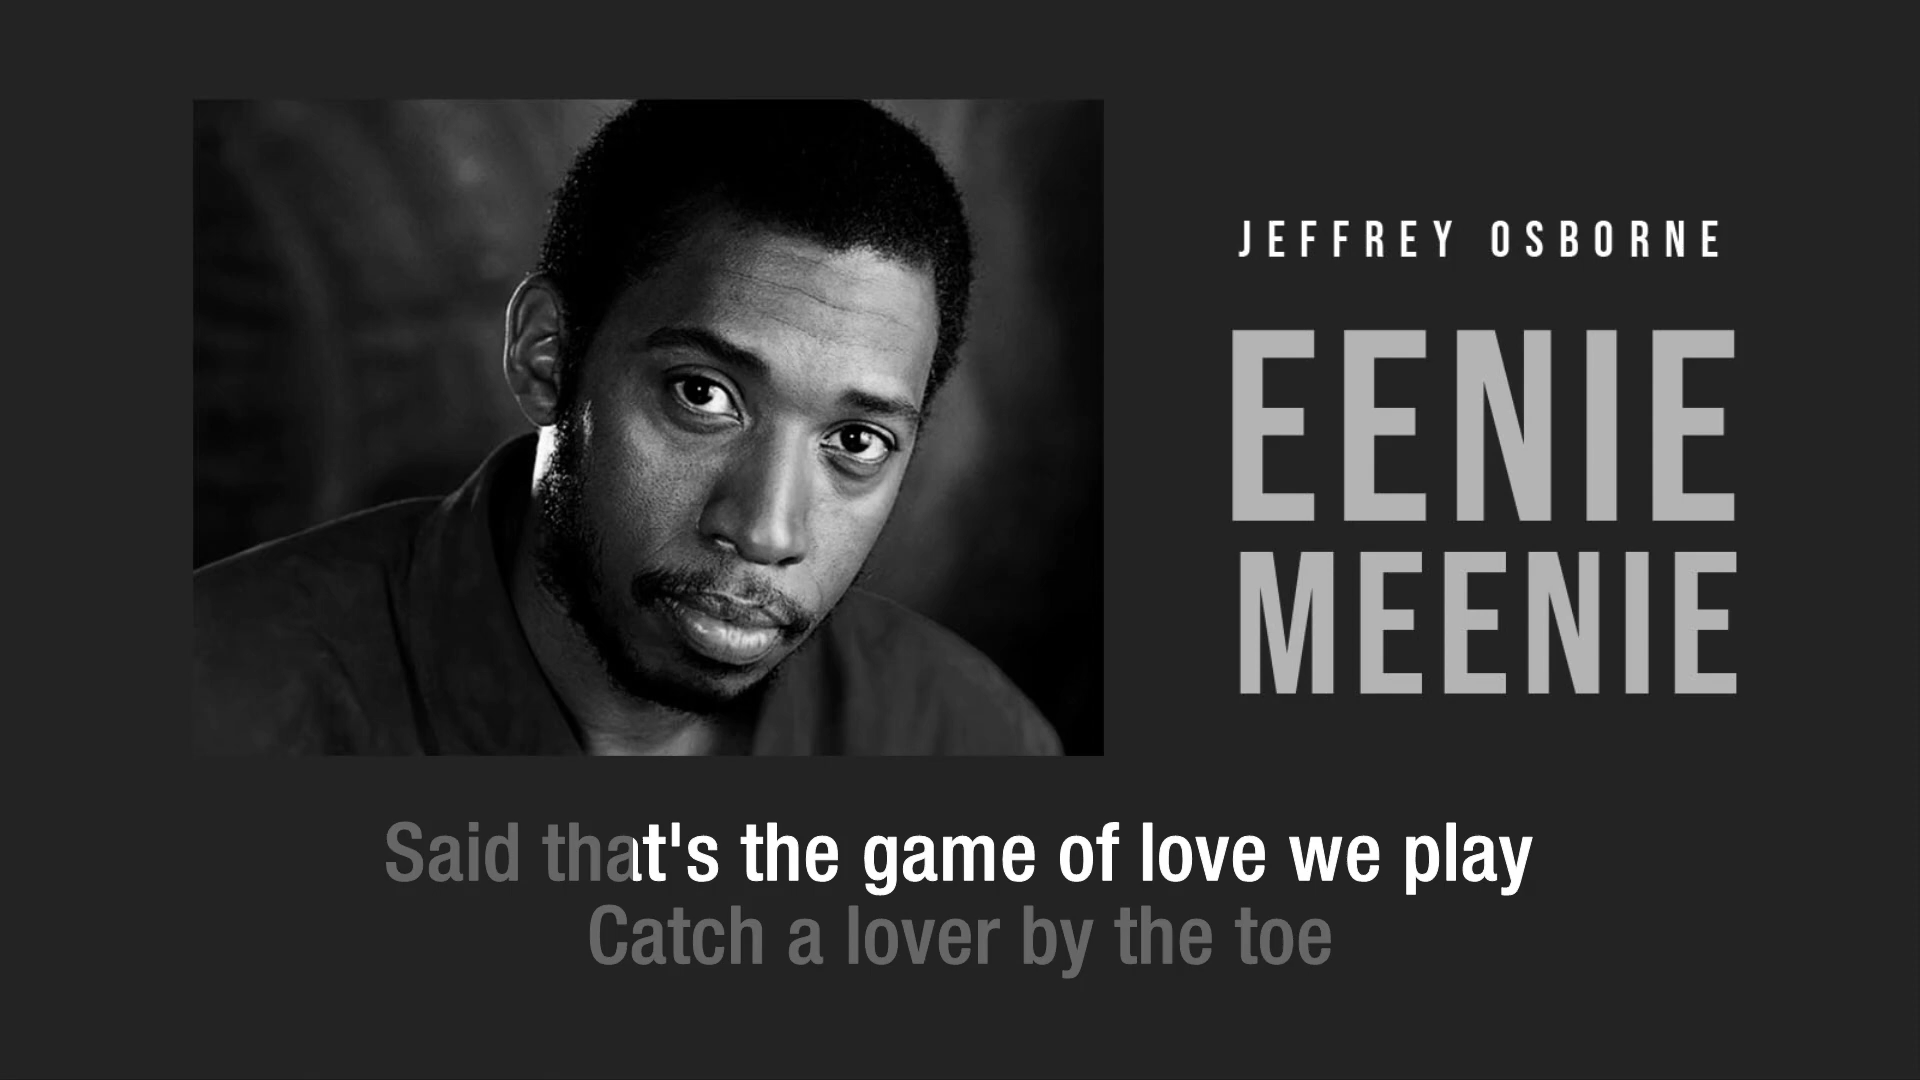 JEFFREY OSBORNE
EENIE
MEENIE
Said that's the game of love we play
Catch a lover by the toe